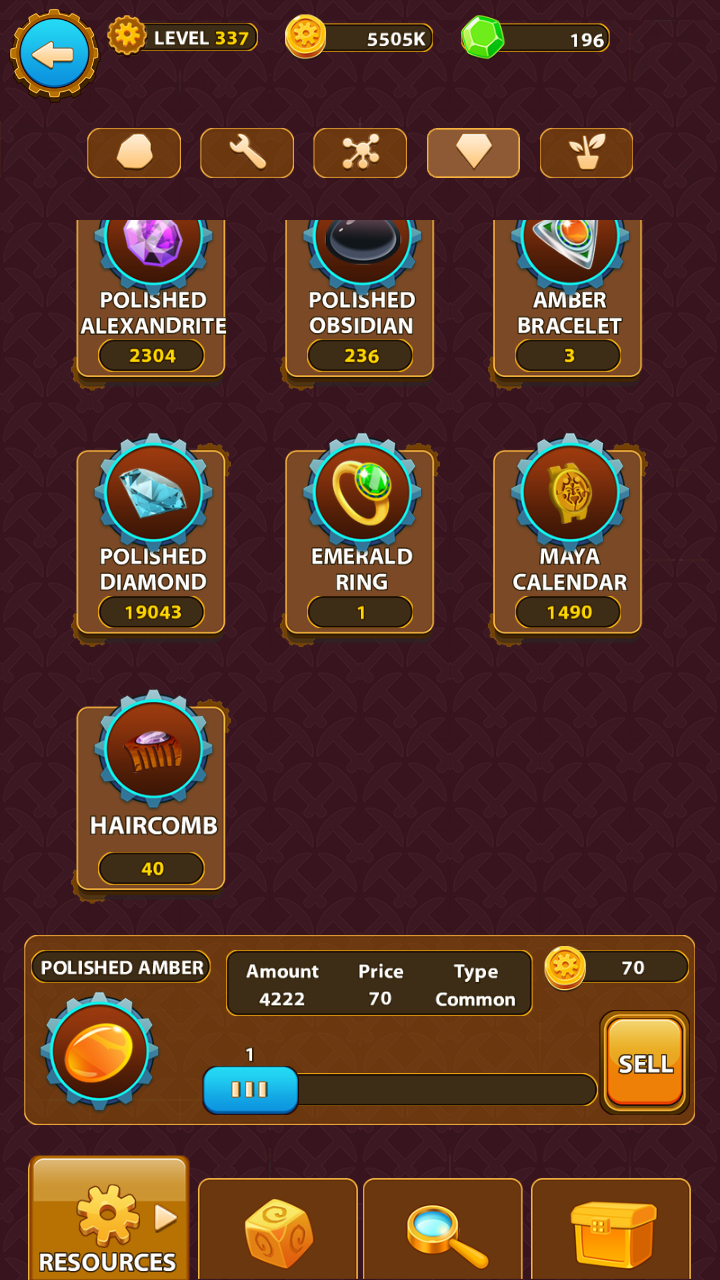 LEVEL 337
5505K
196
POLISHED
ALEXANDRITE
2304
POLISHED
OBSIDIAN
236
AMBER
BRACELET
3
POLISHED
DIAMOND
19043
EMERALD
RING
1
MAYA
CALENDAR
1490
HAIRCOMB
40
POLISHED AMBER
Amount Price Type
4222 70 Common
70
1
SELL
RESOURCES